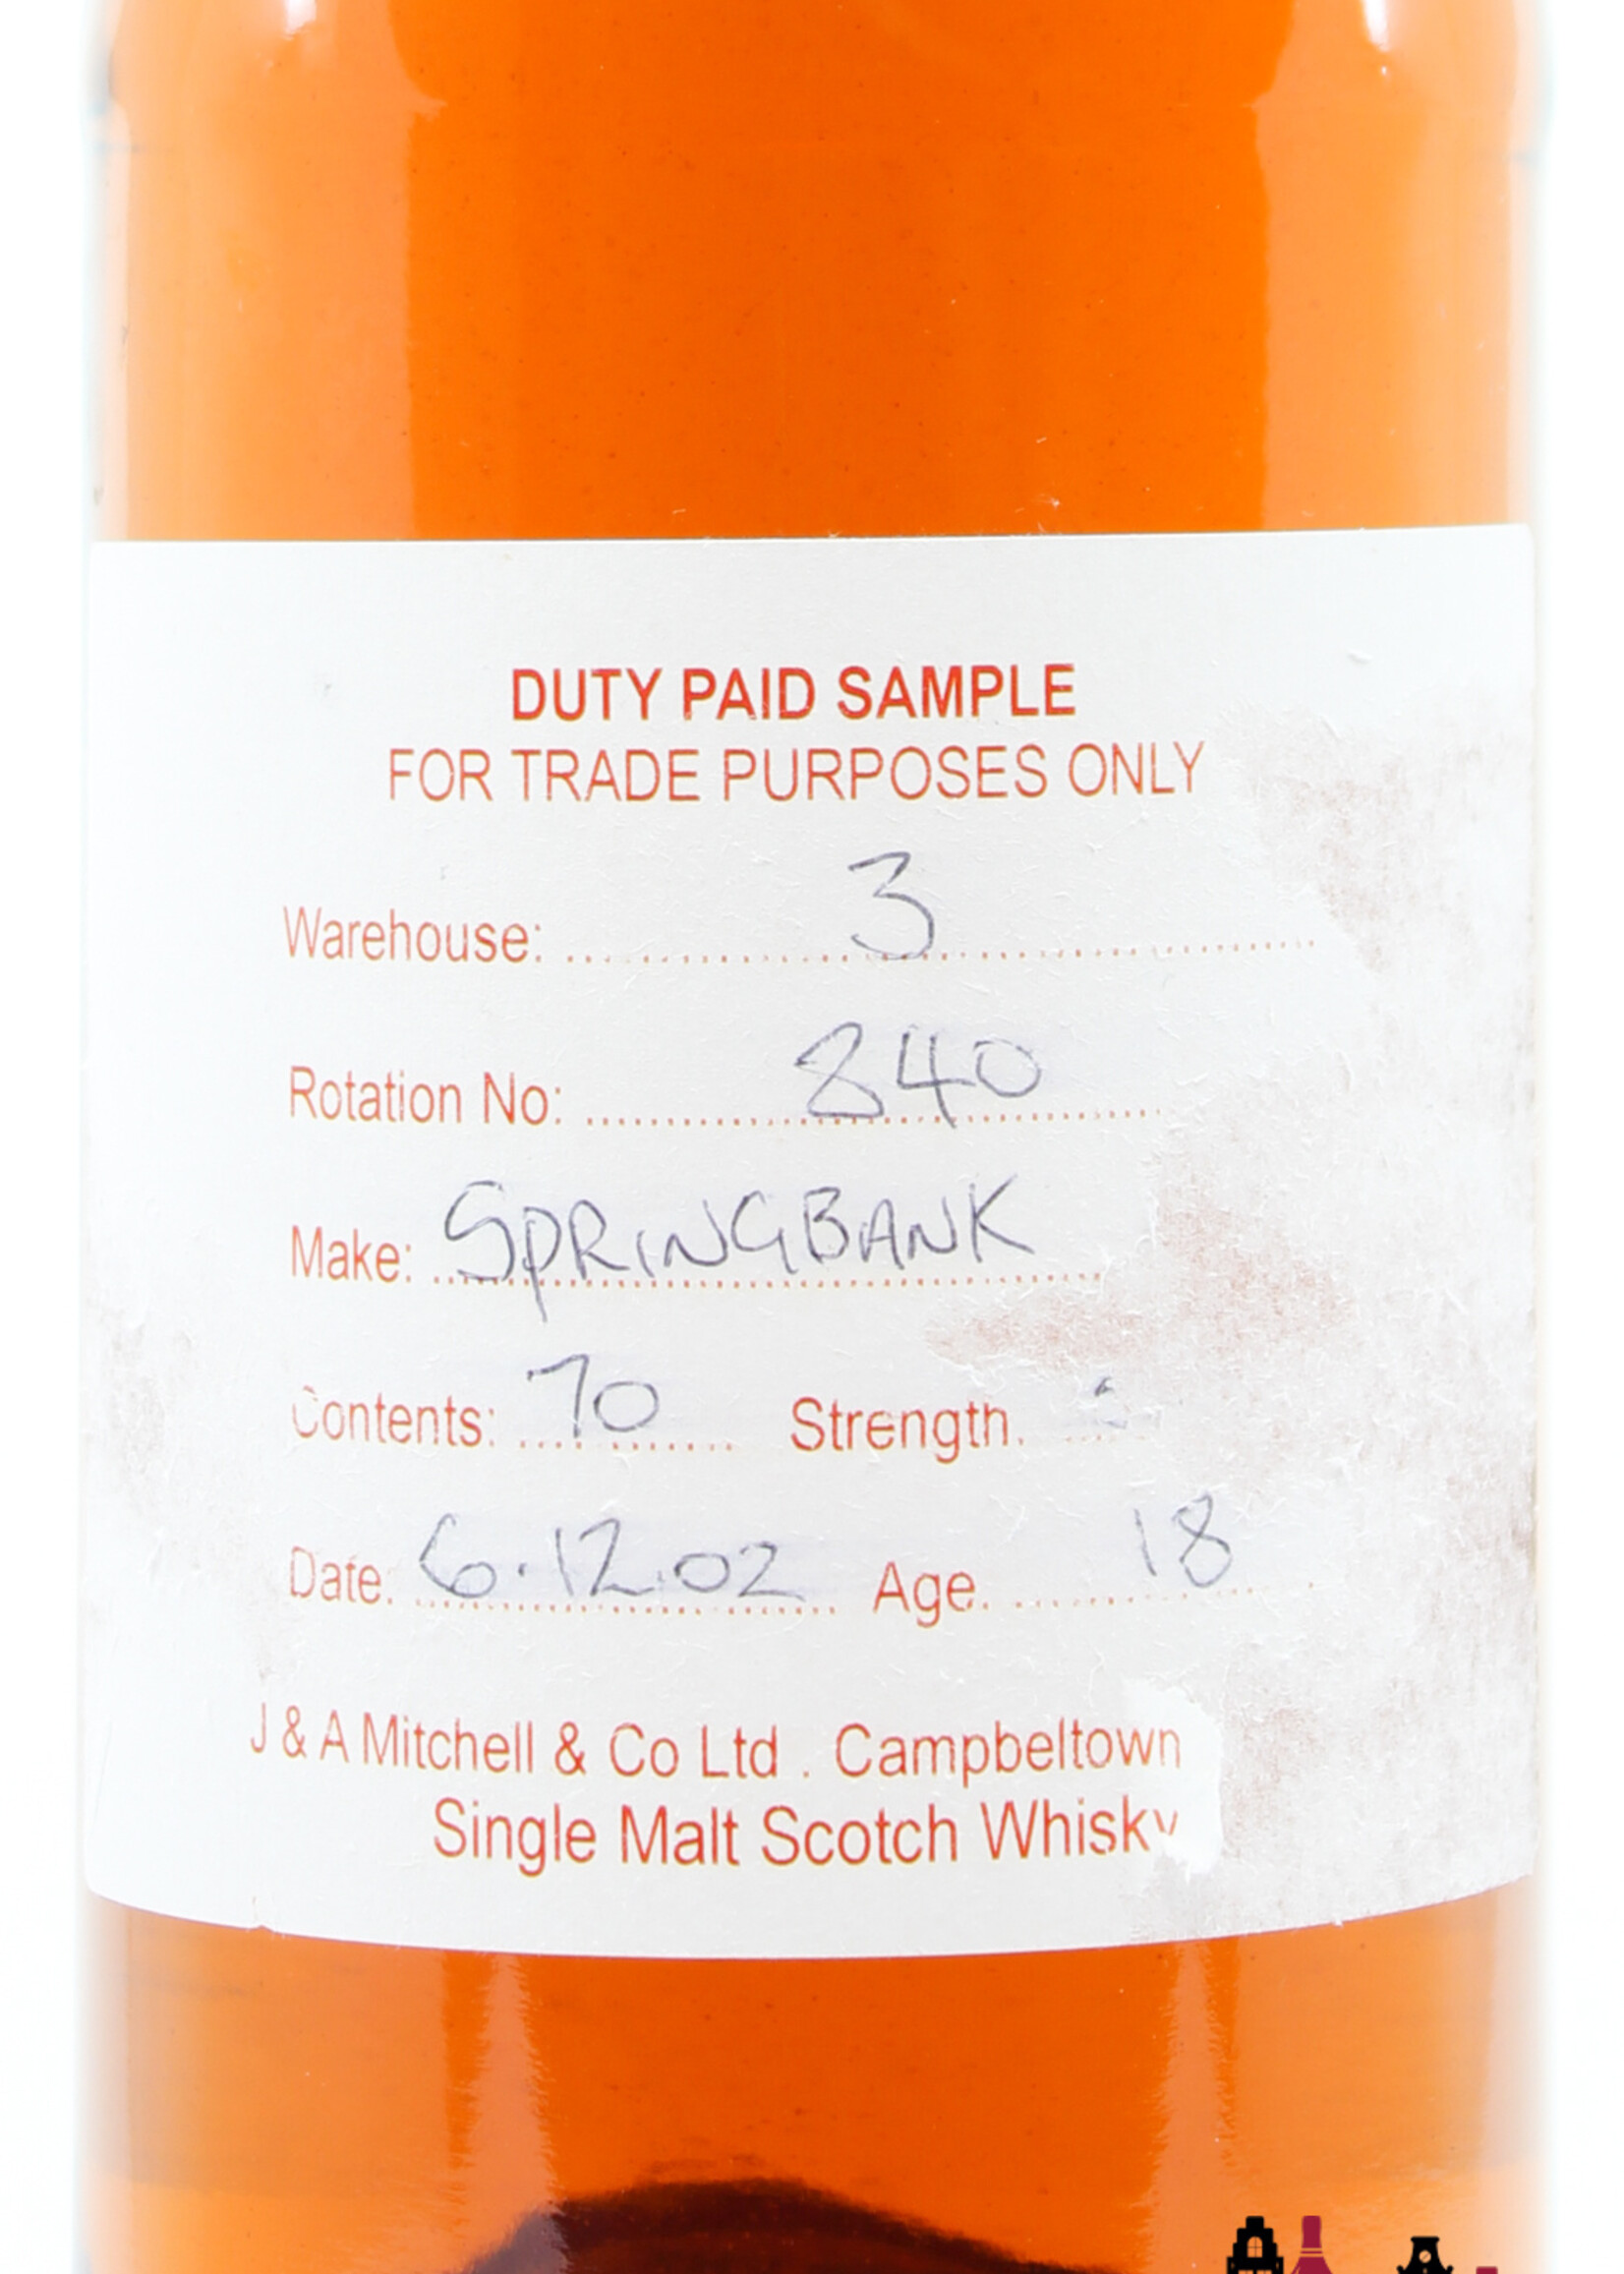 DUTY PAID SAMPLE
FOR TRADE PURPOSES ONLY
Warehouse: 3
Rotation No: 840
Make: SPRINGBANK
Contents: 70 Strength.
Date: 6.12.02 Age. 18
J & A Mitchell & Co Ltd . Campbeltown
Single Malt Scotch Whisky